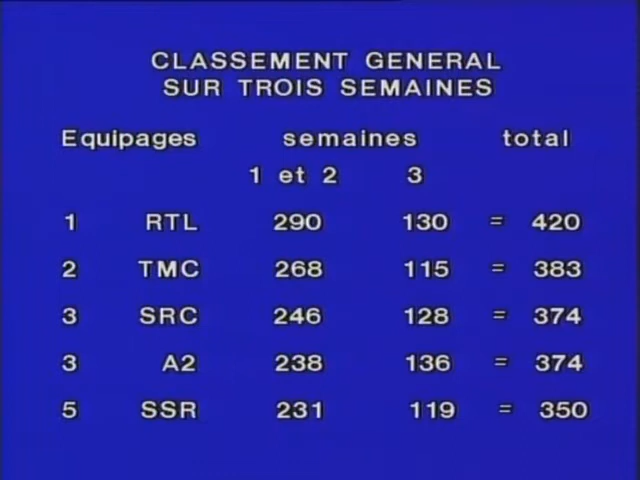 CLASSEMENT GENERAL
SUR TROIS SEMAINES
Equipages semaines total
1 et 2 3
1 RTL 290 130 = 420
2 TMC 268 115 = 383
3 SRC 246 128 = 374
3 A2 238 136 = 374
5 SSR 231 119 = 350